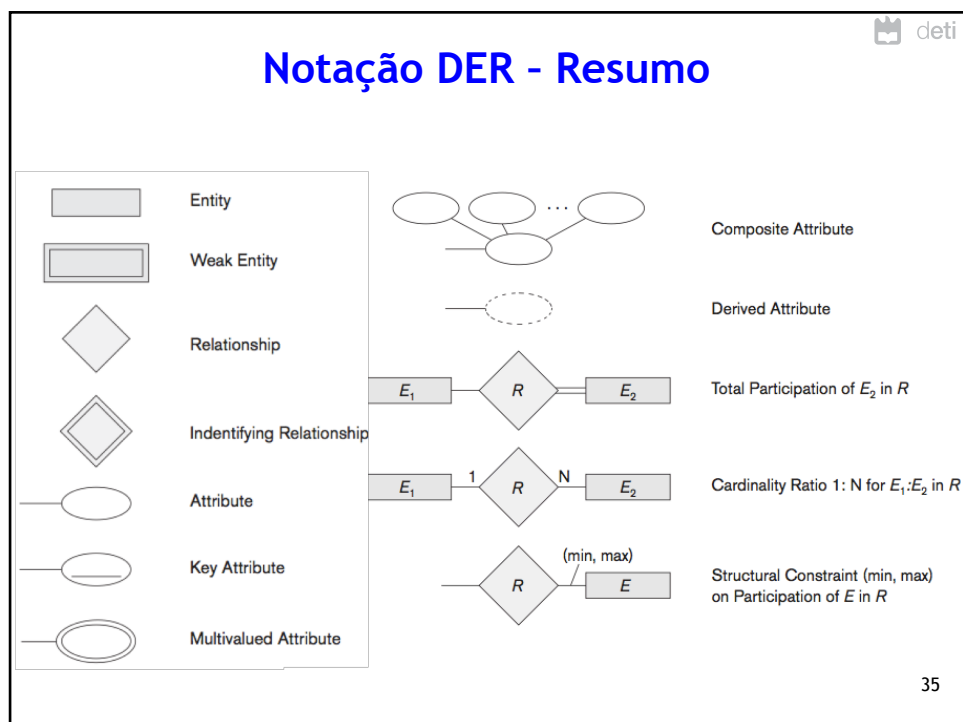 deti
Notação DER – Resumo
Entity
Weak Entity
Relationship
Indentifying Relationship
Attribute
Key Attribute
Multivalued Attribute
...
Composite Attribute
Derived Attribute
E₁ R E₂
Total Participation of E₂ in R
E₁ 1 R N E₂
Cardinality Ratio 1: N for E₁:E₂ in R
(min, max)
R E
Structural Constraint (min, max)
on Participation of E in R
35